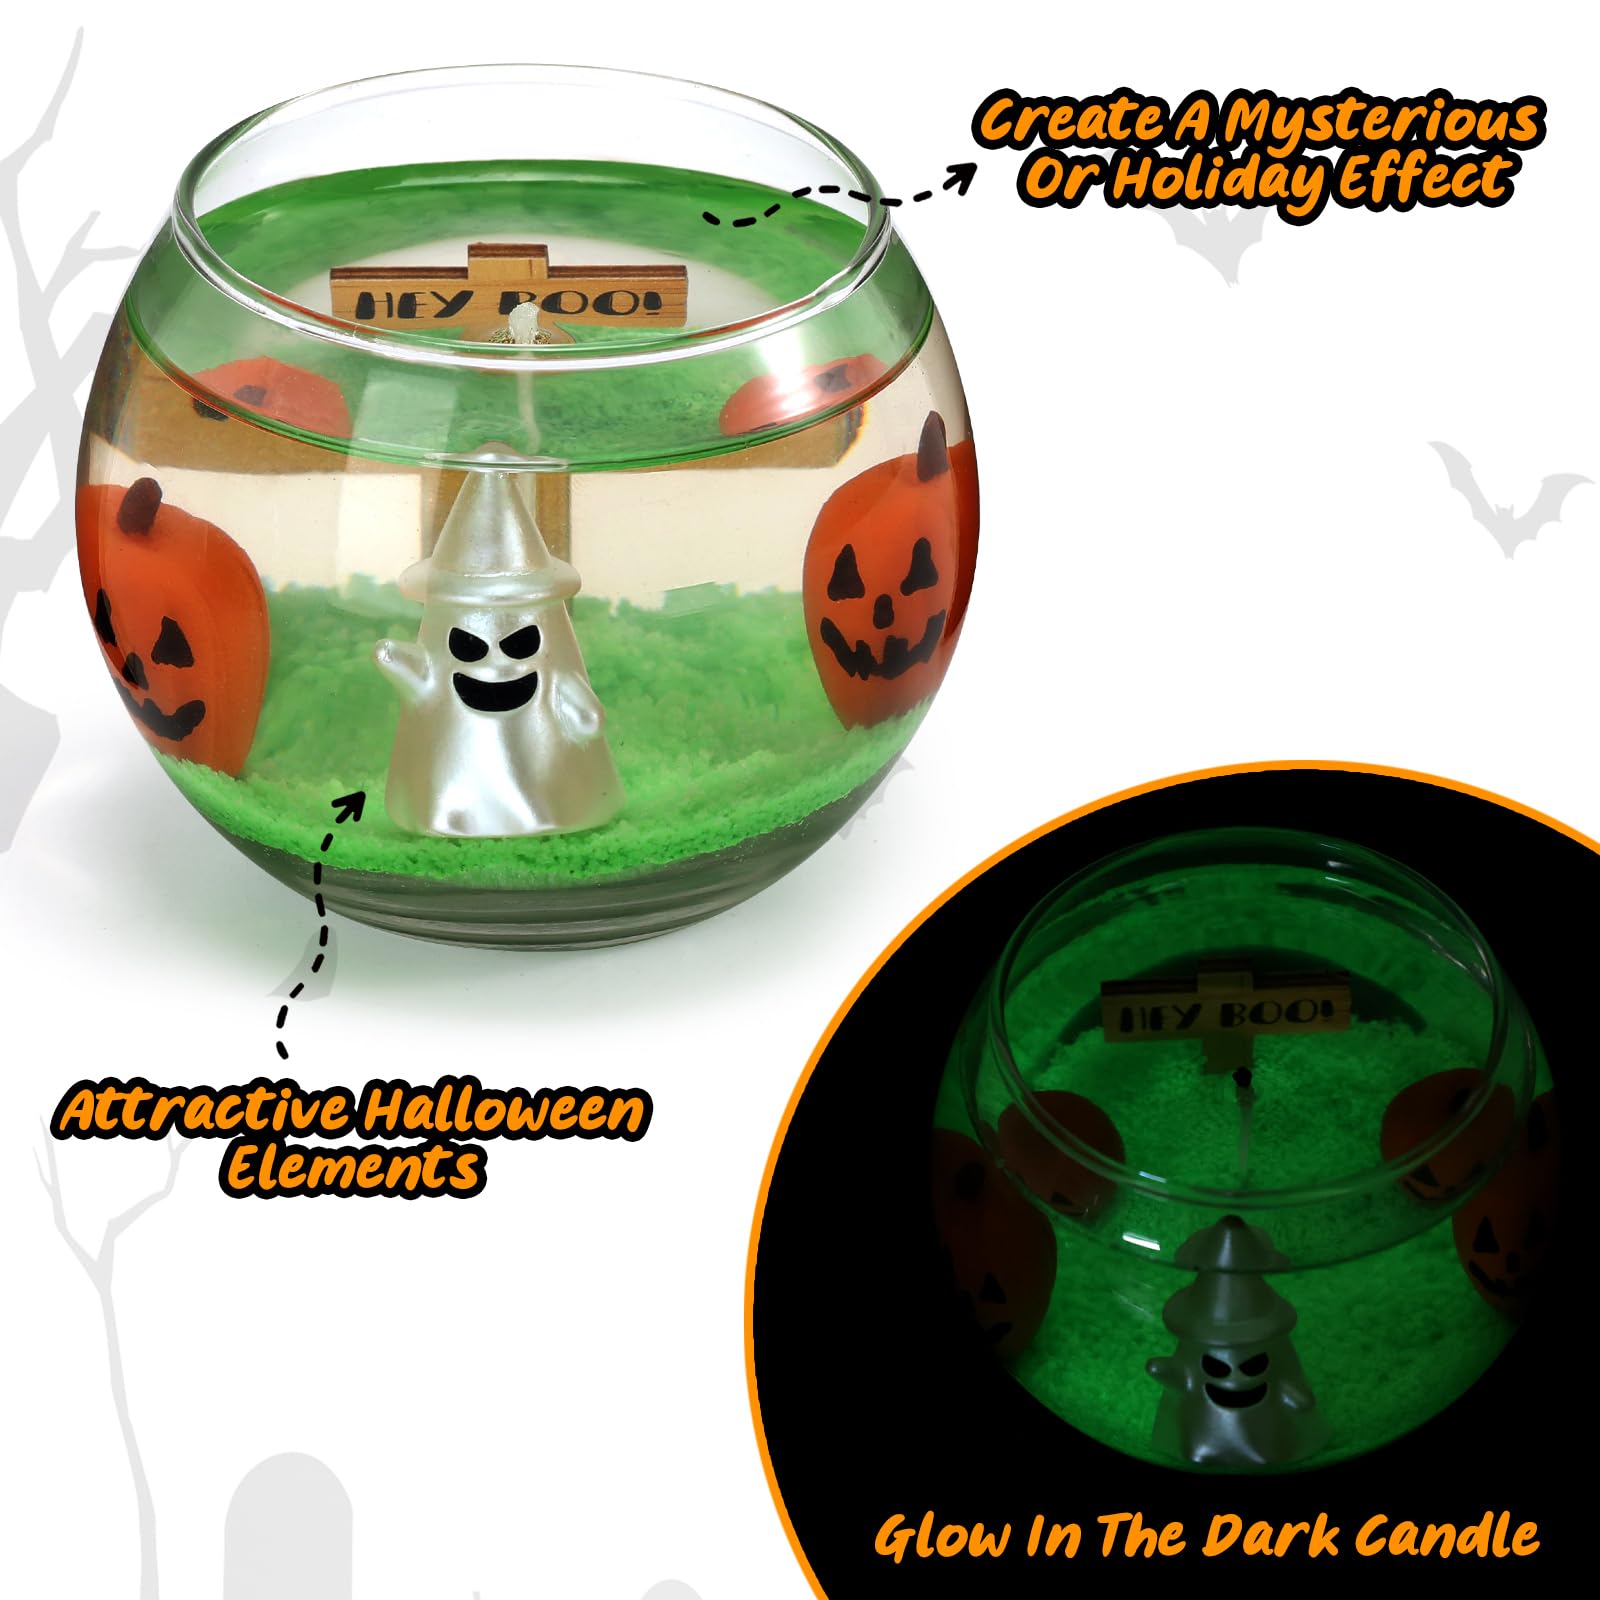 Create A Mysterious
Or Holiday Effect
HEY BOO!
Attractive Halloween
Elements
HEY BOO!
Glow In The Dark Candle